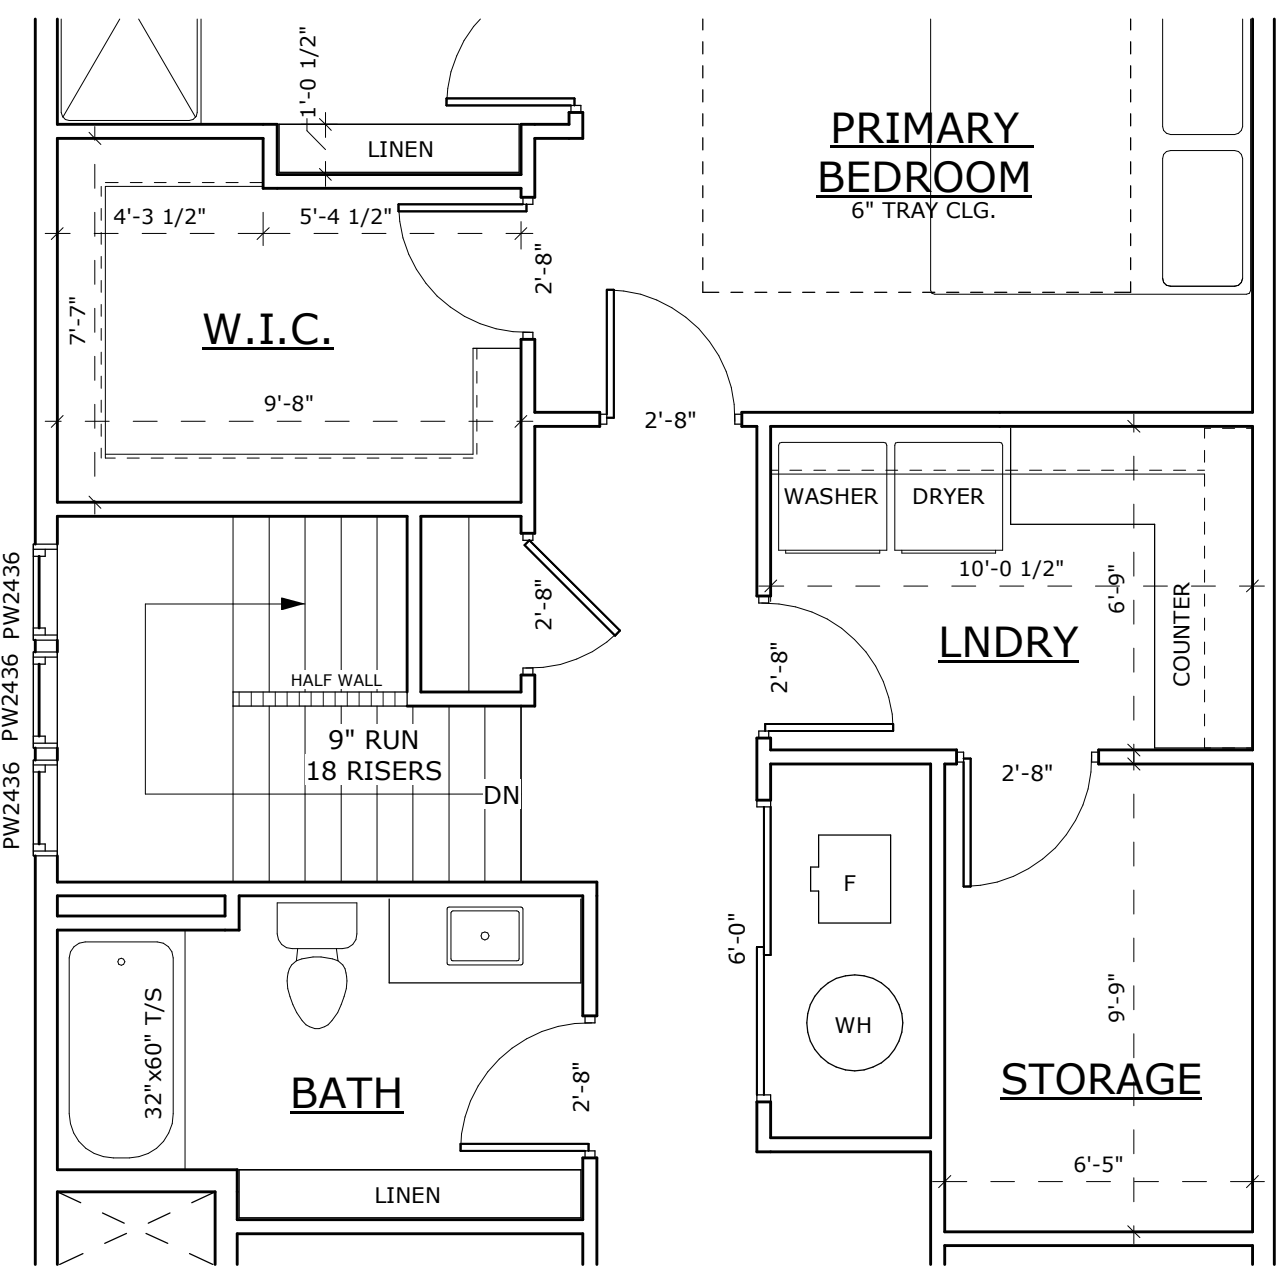 1'-0 1/2"
LINEN
PRIMARY
BEDROOM
6" TRAY CLG.
4'-3 1/2"
5'-4 1/2"
2'-8"
7'-7"
W.I.C.
9'-8"
2'-8"
WASHER
DRYER
10'-0 1/2"
6'-9"
COUNTER
LNDRY
2'-8"
2'-8"
PW2436
PW2436
PW2436
HALF WALL
9" RUN
18 RISERS
DN
2'-8"
F
6'-0"
WH
9'-9"
STORAGE
6'-5"
32"x60" T/S
BATH
2'-8"
LINEN